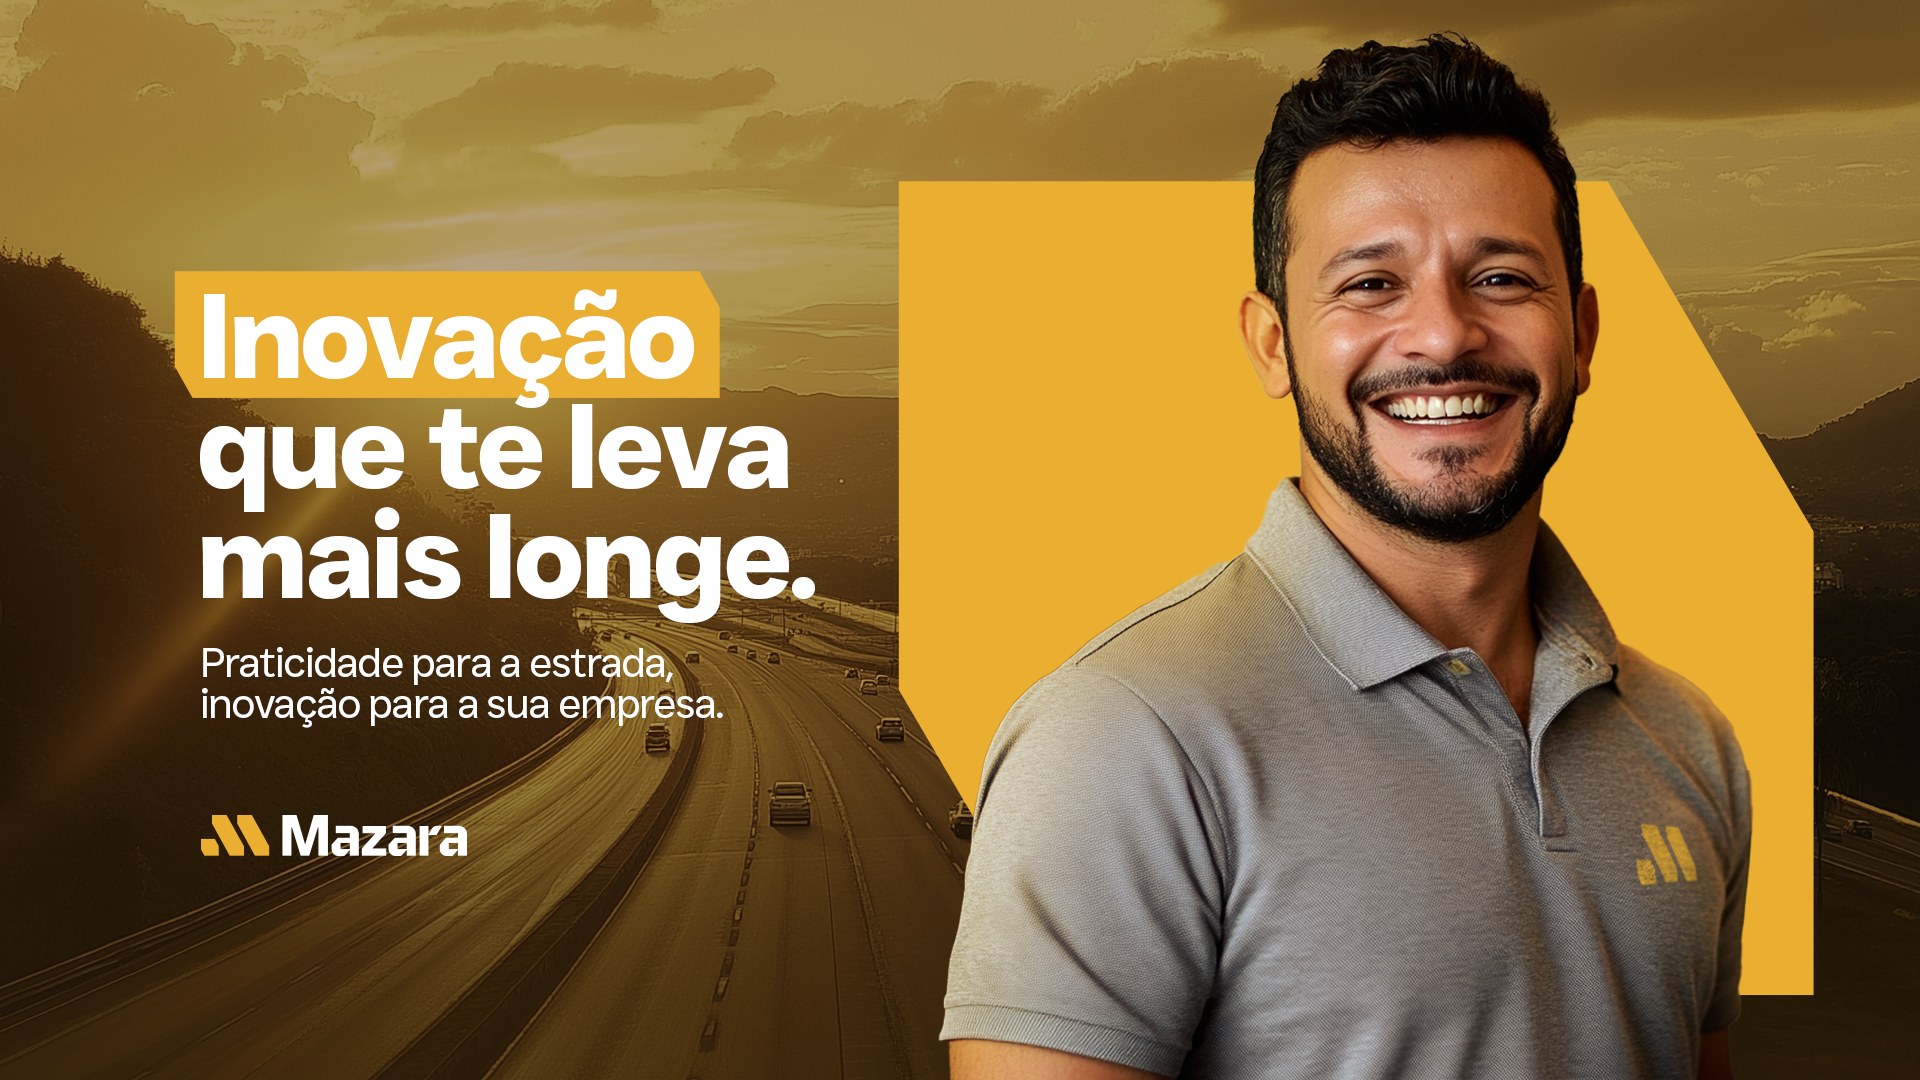 Inovação
que te leva
mais longe.
Praticidade para a estrada,
inovação para a sua empresa.
Mazara